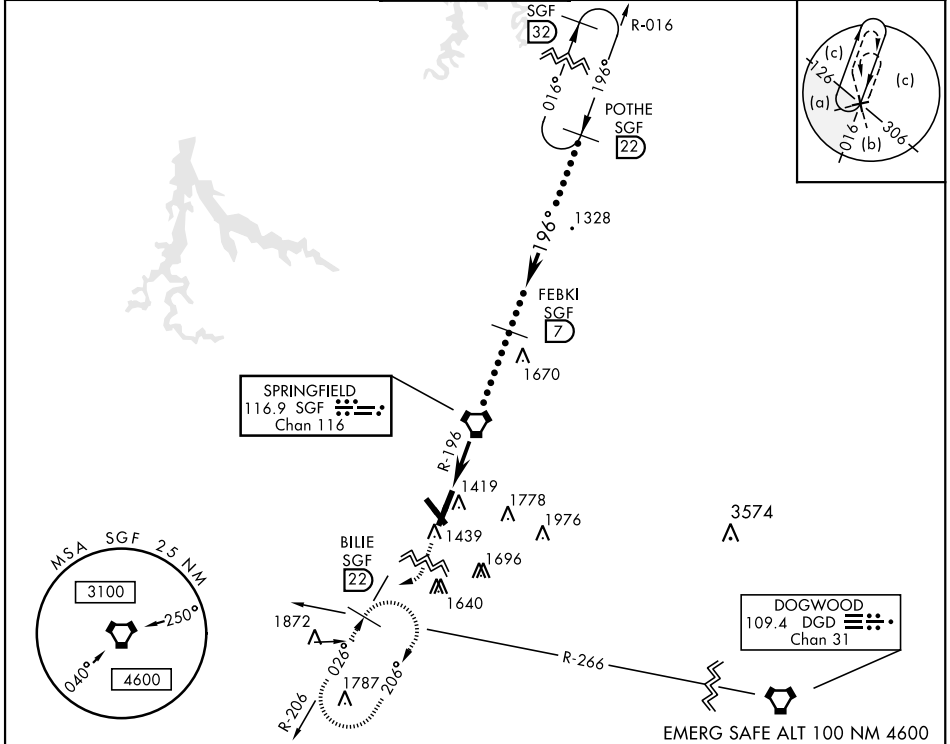 SGF
32
R-016
016°
196°
POTHE
SGF
22
(c)
126
(c)
(a)
016
306
(b)
1328
196°
FEBKI
SGF
7
1670
SPRINGFIELD
116.9 SGF
Chan 116
R-196
1419
1778
1976
3574
1439
BILIE
SGF
22
1696
1640
MSA SGF 25 NM
3100
250°
040°
4600
1872
026°
206°
1787
R-206
R-266
DOGWOOD
109.4 DGD
Chan 31
EMERG SAFE ALT 100 NM 4600